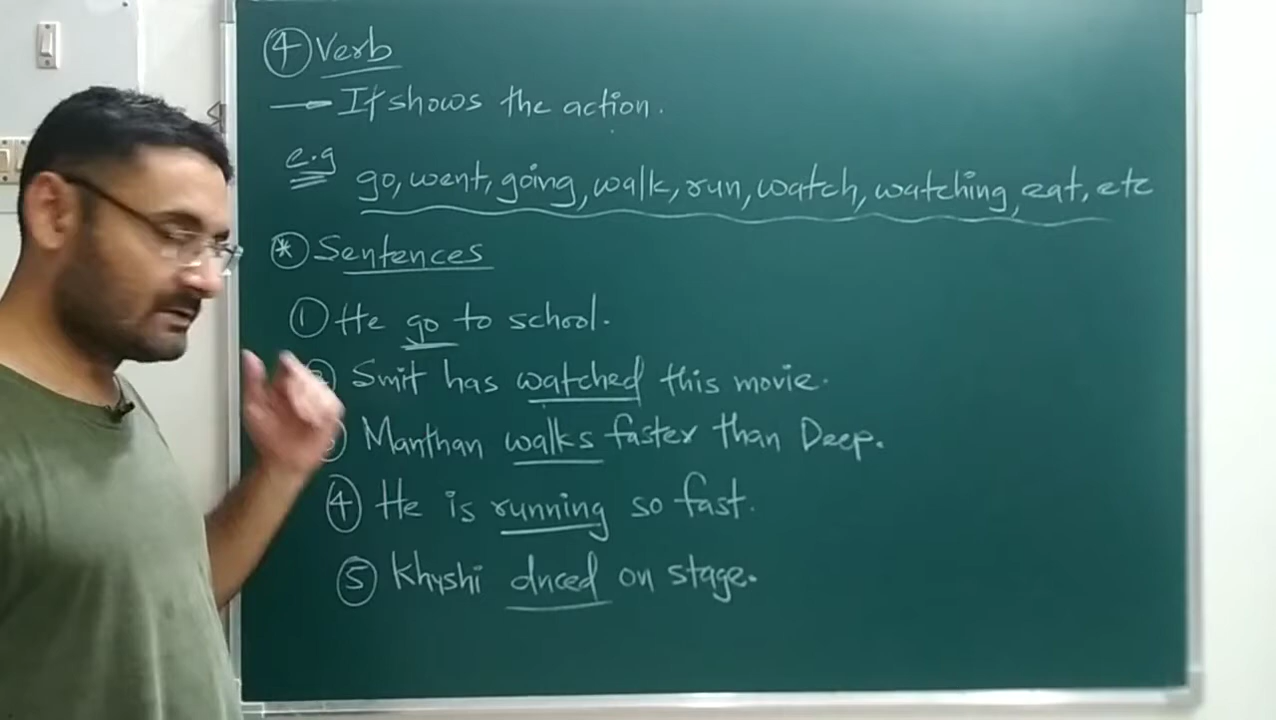 ④ Verb
→ It shows the action.
e.g
go, went, going, walk, run, watch, watching, eat, etc
* Sentences
① He go to school.
② Smit has watched this movie.
③ Manthan walks faster than Deep.
④ He is running so fast.
⑤ Khyshi dnced on stage.